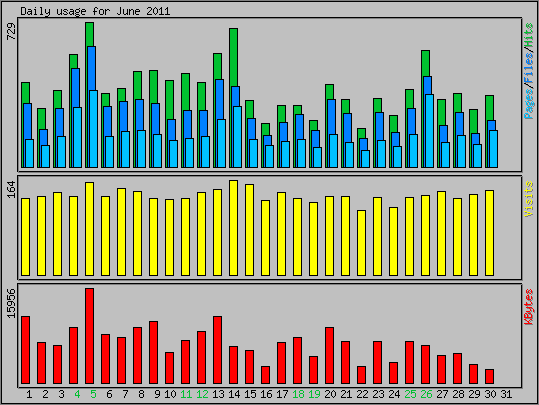 Daily usage for June 2011
729
Pages/Files/Hits
164
Visits
15956
KBytes
1 2 3 4 5 6 7 8 9 10 11 12 13 14 15 16 17 18 19 20 21 22 23 24 25 26 27 28 29 30 31